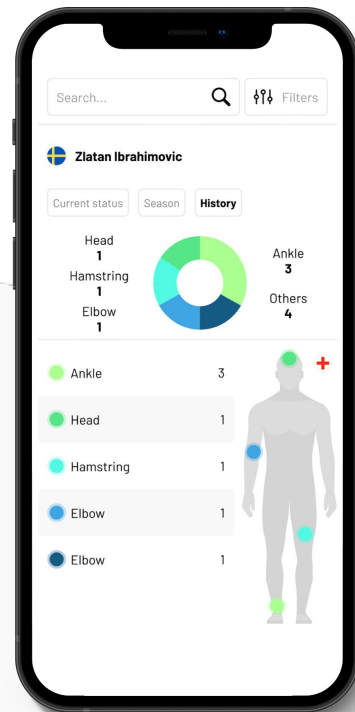 Search...
Filters
Zlatan Ibrahimovic
Current status
Season
History
Head
1
Hamstring
1
Elbow
1
Ankle
3
Others
4
Ankle 3
Head 1
Hamstring 1
Elbow 1
Elbow 1